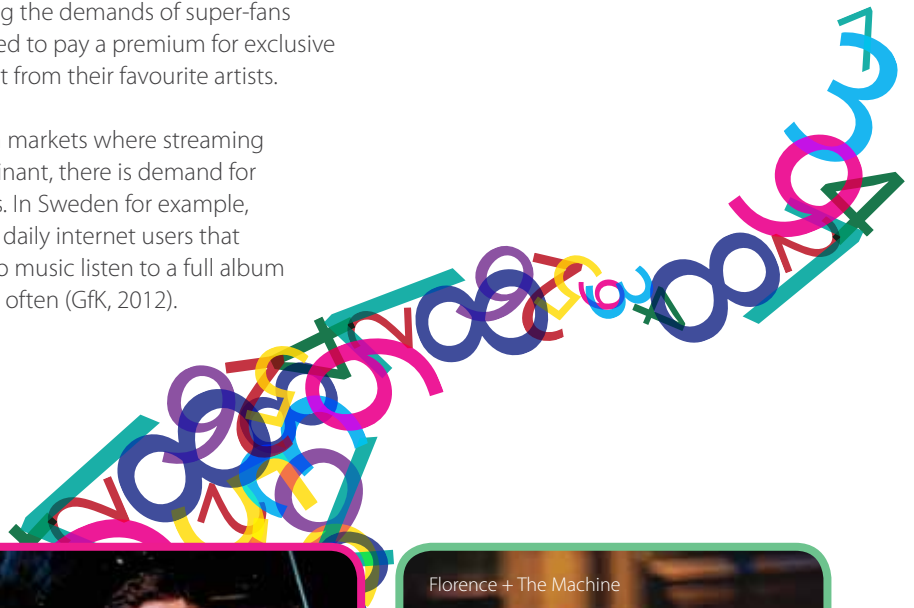 g the demands of super-fans
ed to pay a premium for exclusive
t from their favourite artists.
markets where streaming
inant, there is demand for
s. In Sweden for example,
daily internet users that
o music listen to a full album
often (GfK, 2012).
Florence + The Machine